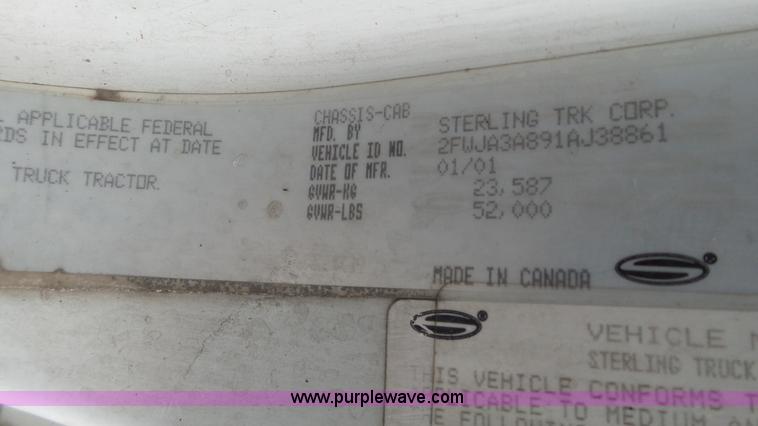 APPLICABLE FEDERAL
IN EFFECT AT DATE
TRUCK TRACTOR
CHASSIS-CAB
MFD. BY STERLING TRK CORP.
VEHICLE ID NO. 2FWJA3A891AJ38861
DATE OF MFR. 01/01
GVWR-KG 23,587
GVWR-LBS 52,000
MADE IN CANADA
VEHICLE
STERLING TRUCK
THIS VEHICLE CONFORMS
APPLICABLE TO MEDIUM
FOLLOWING
www.purplewave.com